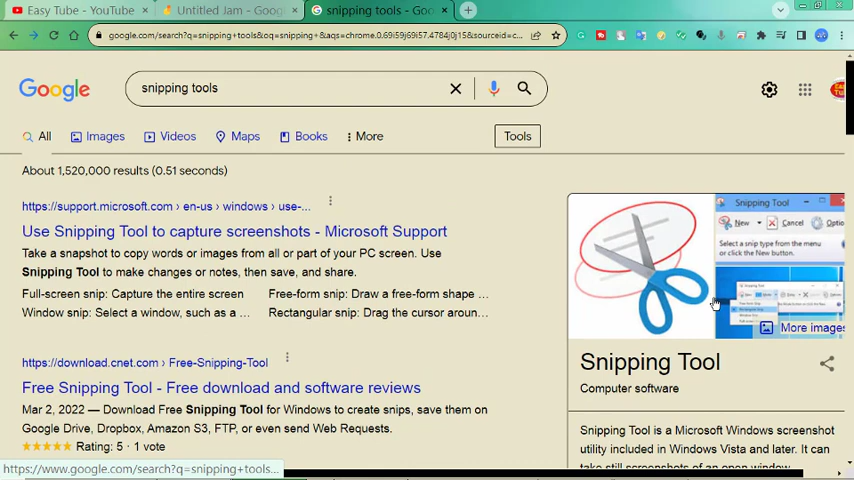 Easy Tube - YouTube
Untitled Jam - Goog
snipping tools - Goo
google.com/search?q=snipping+tools&oq=snipping+&aqs=chrome.0.69i59j69i57.4784j0j15&sourceid=c...
Google
snipping tools
All
Images
Videos
Maps
Books
More
Tools
About 1,520,000 results (0.51 seconds)
https://support.microsoft.com › en-us › windows › use-...
Use Snipping Tool to capture screenshots - Microsoft Support
Take a snapshot to copy words or images from all or part of your PC screen. Use
Snipping Tool to make changes or notes, then save, and share.
Full-screen snip: Capture the entire screen
Free-form snip: Draw a free-form shape ...
Window snip: Select a window, such as a ...
Rectangular snip: Drag the cursor aroun...
https://download.cnet.com › Free-Snipping-Tool
Free Snipping Tool - Free download and software reviews
Mar 2, 2022 — Download Free Snipping Tool for Windows to create snips, save them on
Google Drive, Dropbox, Amazon S3, FTP, or even send Web Requests.
Rating: 5 · 1 vote
https://www.google.com/search?q=snipping+tools...
Snipping Tool
New
Cancel
Optio
Select a snip type from the menu
or click the New button.
More images
Snipping Tool
Computer software
Snipping Tool is a Microsoft Windows screenshot
utility included in Windows Vista and later. It can
take still screenshots of an open window